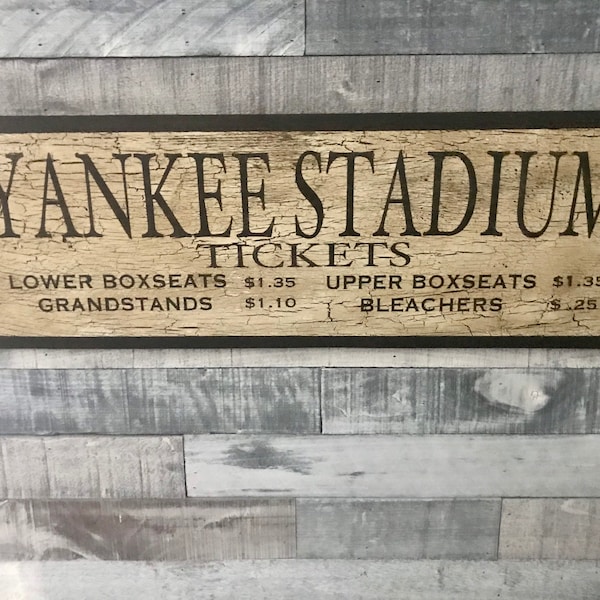 YANKEE STADIUM
TICKETS
LOWER BOXSEATS $1.35 UPPER BOXSEATS $1.35
GRANDSTANDS $1.10 BLEACHERS $ .25